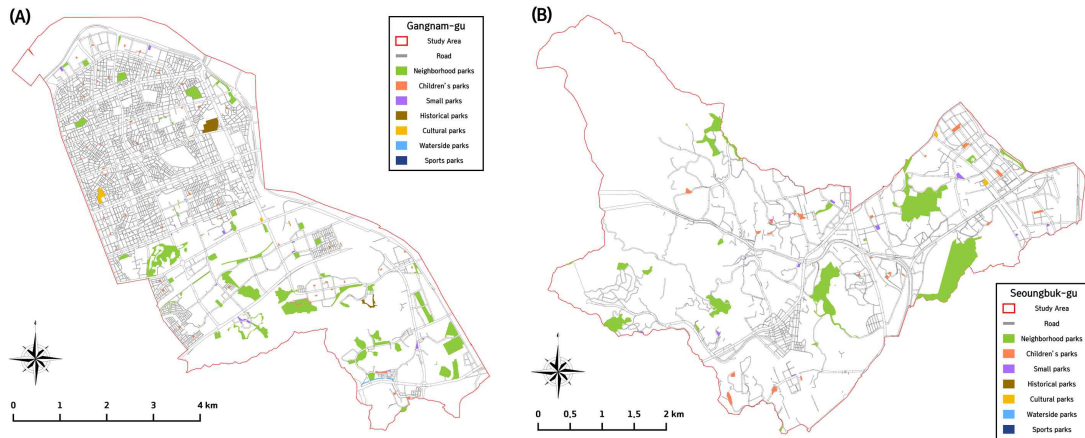 (A)
Gangnam-gu
Study Area
Road
Neighborhood parks
Children's parks
Small parks
Historical parks
Cultural parks
Waterside parks
Sports parks
0 1 2 3 4 km
(B)
Seoungbuk-gu
Study Area
Road
Neighborhood parks
Children's parks
Small parks
Historical parks
Cultural parks
Waterside parks
Sports parks
0 0,5 1 1,5 2 km